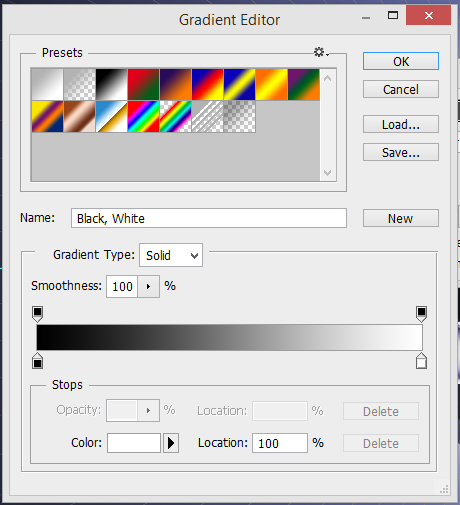 Gradient Editor
Presets
OK
Cancel
Load...
Save...
Name: Black, White
New
Gradient Type: Solid
Smoothness: 100 %
Stops
Opacity: % Location: % Delete
Color: Location: 100 % Delete